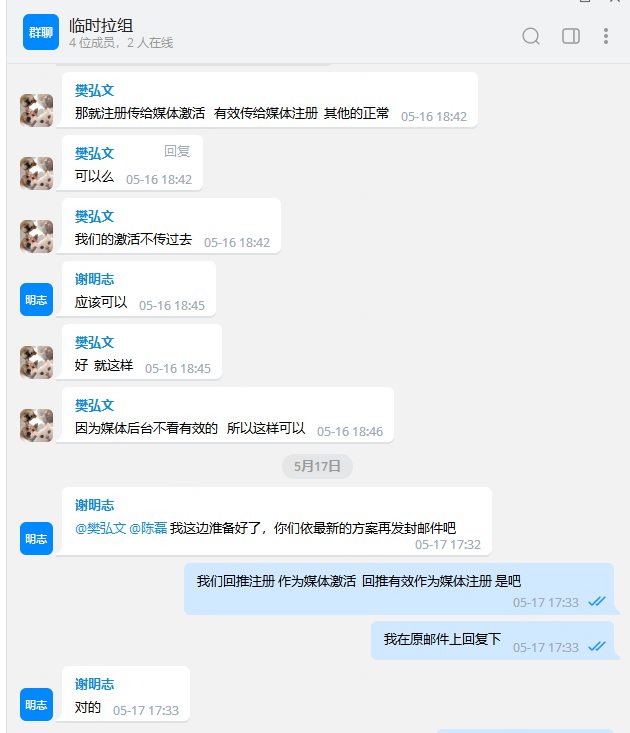 群聊
临时拉组
4 位成员，2 人在线
樊弘文
那就注册传给媒体激活 有效传给媒体注册 其他的正常 05-16 18:42
樊弘文 回复
可以么 05-16 18:42
樊弘文
我们的激活不传过去 05-16 18:42
谢明志
明志 应该可以 05-16 18:45
樊弘文
好 就这样 05-16 18:45
樊弘文
因为媒体后台不看有效的 所以这样可以 05-16 18:46
5月17日
谢明志
@樊弘文 @陈磊 我这边准备好了，你们依最新的方案再发封邮件吧
明志 05-17 17:32
我们回推注册 作为媒体激活 回推有效作为媒体注册 是吧
05-17 17:33
我在原邮件上回复下 05-17 17:33
谢明志
明志 对的 05-17 17:33